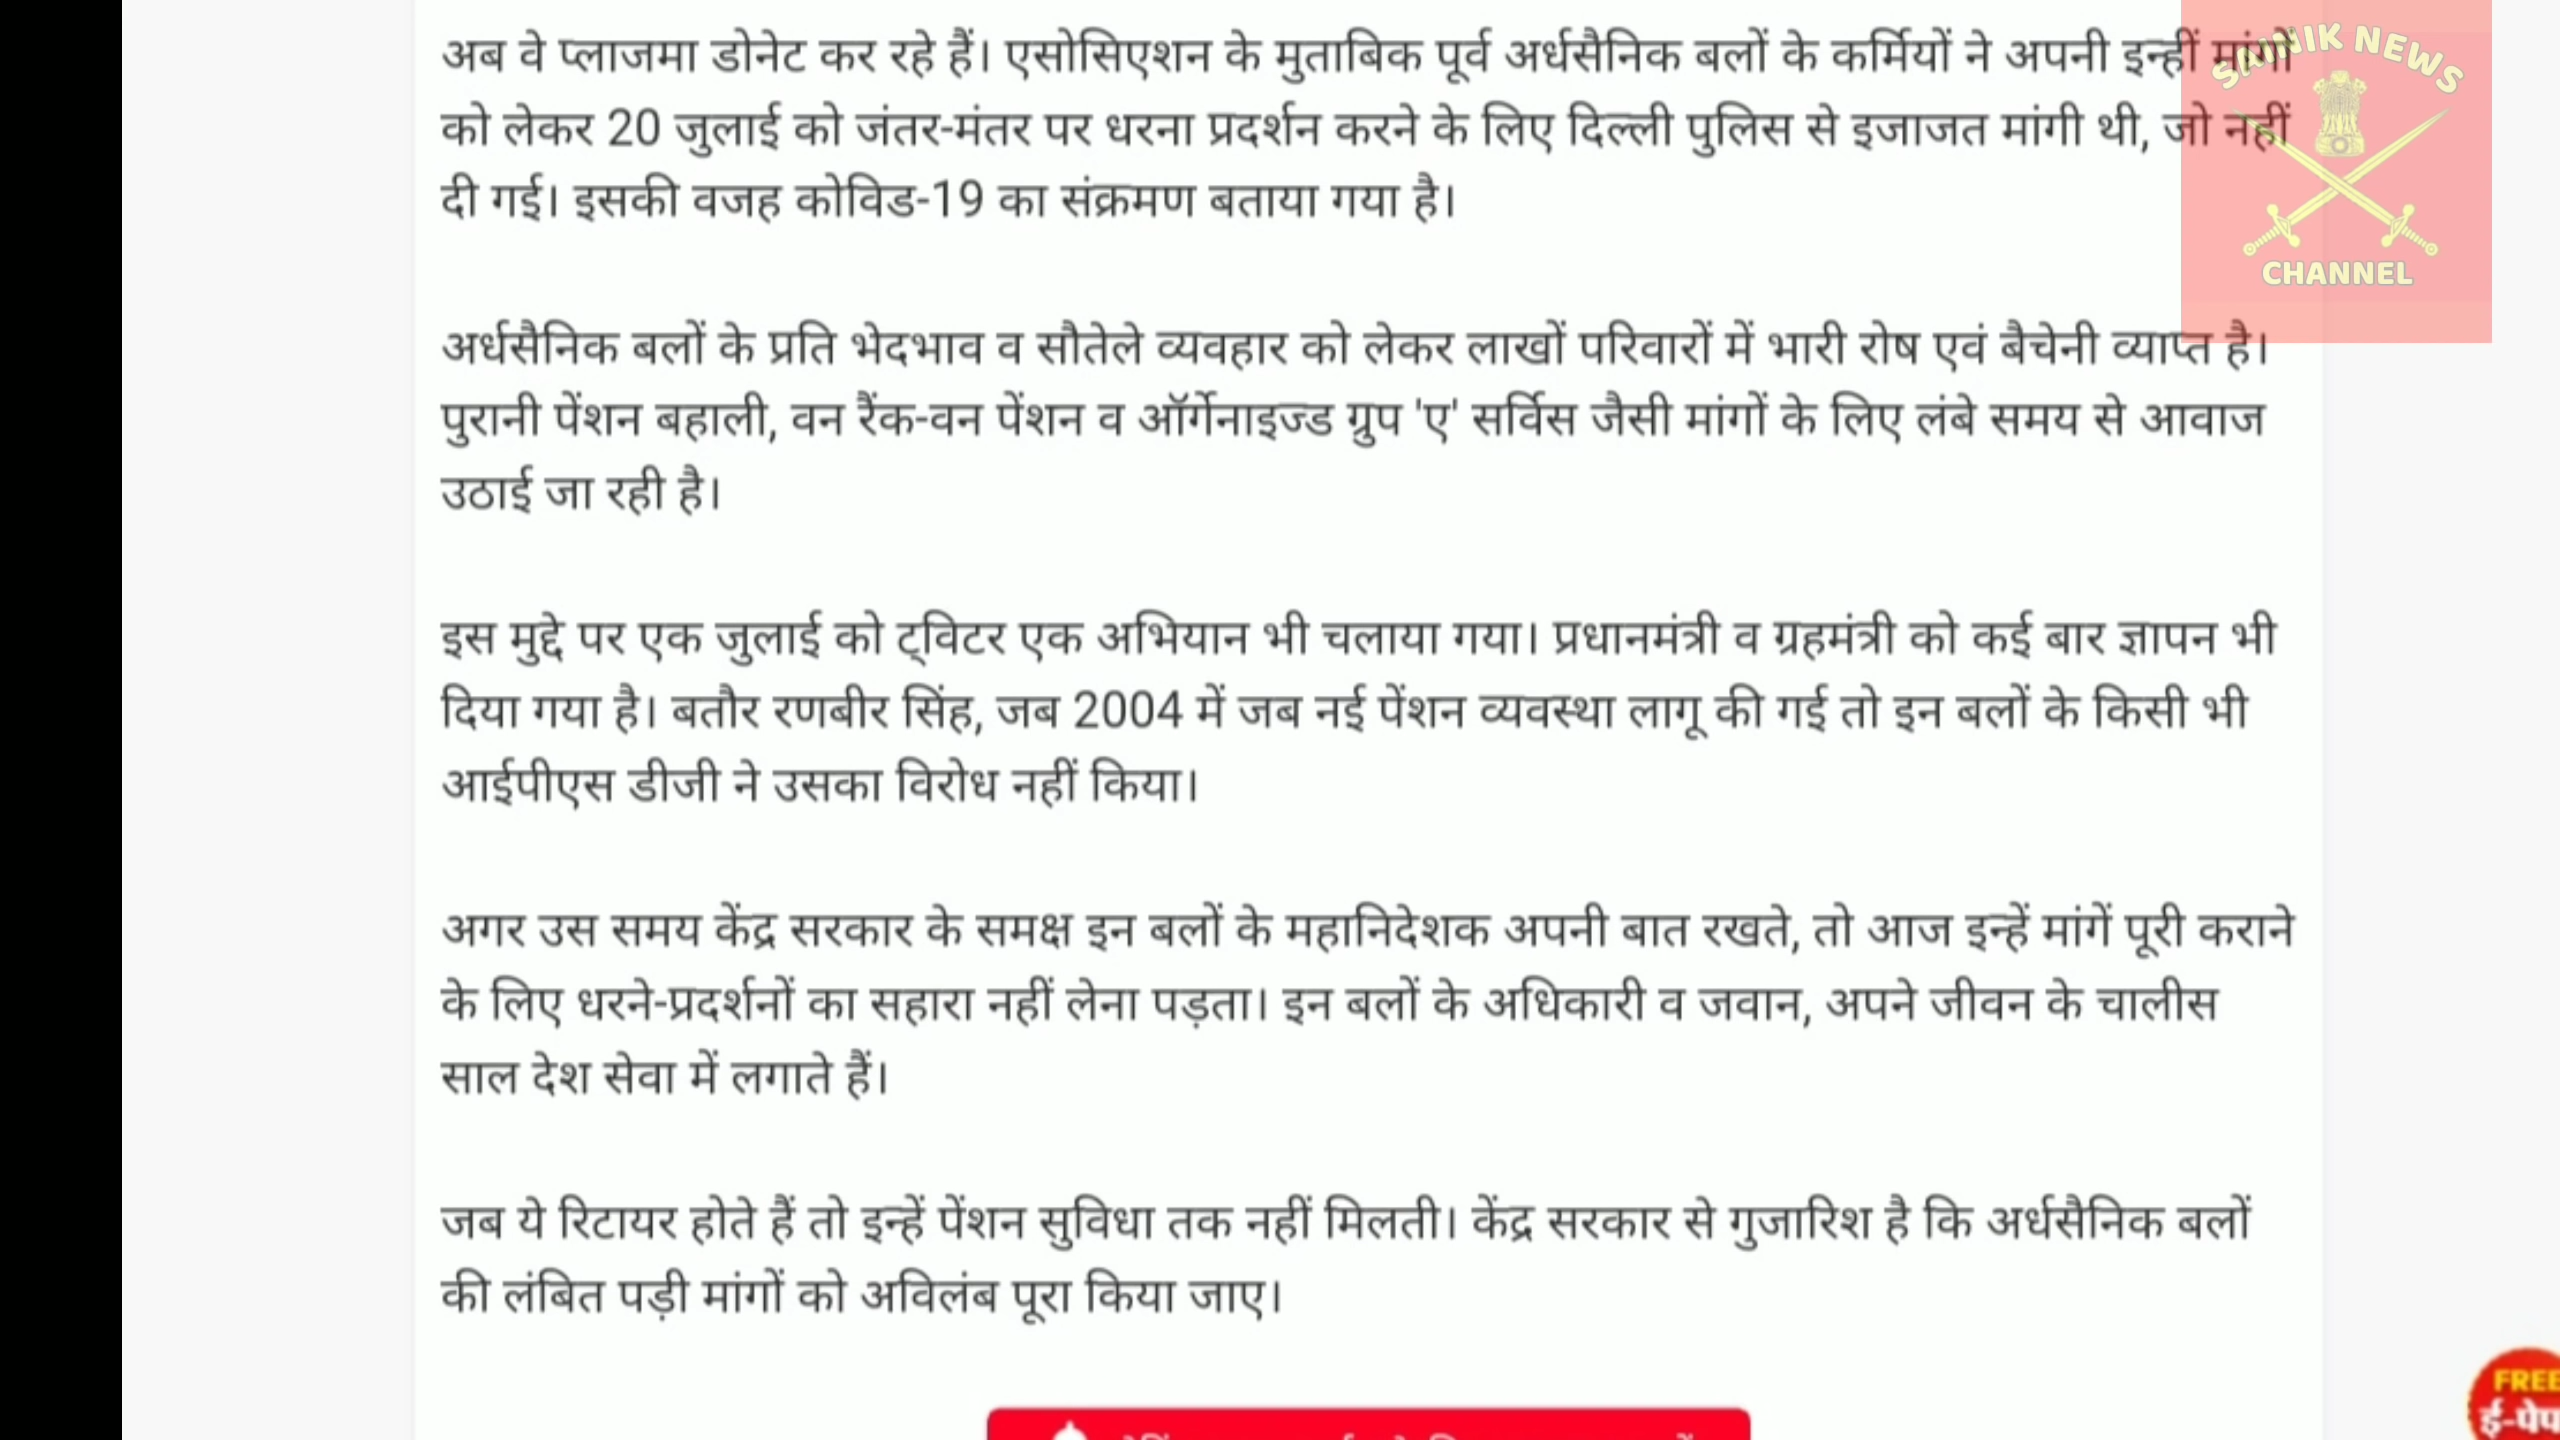 अब वे प्लाजमा डोनेट कर रहे हैं। एसोसिएशन के मुताबिक पूर्व अर्धसैनिक बलों के कर्मियों ने अपनी इन्हीं मांगों
को लेकर 20 जुलाई को जंतर-मंतर पर धरना प्रदर्शन करने के लिए दिल्ली पुलिस से इजाजत मांगी थी, जो नहीं
दी गई। इसकी वजह कोविड-19 का संक्रमण बताया गया है।
SAINIK NEWS
CHANNEL
अर्धसैनिक बलों के प्रति भेदभाव व सौतेले व्यवहार को लेकर लाखों परिवारों में भारी रोष एवं बैचेनी व्याप्त है।
पुरानी पेंशन बहाली, वन रैंक-वन पेंशन व ऑर्गेनाइज्ड ग्रुप 'ए' सर्विस जैसी मांगों के लिए लंबे समय से आवाज
उठाई जा रही है।
इस मुद्दे पर एक जुलाई को ट्विटर एक अभियान भी चलाया गया। प्रधानमंत्री व ग्रहमंत्री को कई बार ज्ञापन भी
दिया गया है। बतौर रणबीर सिंह, जब 2004 में जब नई पेंशन व्यवस्था लागू की गई तो इन बलों के किसी भी
आईपीएस डीजी ने उसका विरोध नहीं किया।
अगर उस समय केंद्र सरकार के समक्ष इन बलों के महानिदेशक अपनी बात रखते, तो आज इन्हें मांगें पूरी कराने
के लिए धरने-प्रदर्शनों का सहारा नहीं लेना पड़ता। इन बलों के अधिकारी व जवान, अपने जीवन के चालीस
साल देश सेवा में लगाते हैं।
जब ये रिटायर होते हैं तो इन्हें पेंशन सुविधा तक नहीं मिलती। केंद्र सरकार से गुजारिश है कि अर्धसैनिक बलों
की लंबित पड़ी मांगों को अविलंब पूरा किया जाए।
FREE